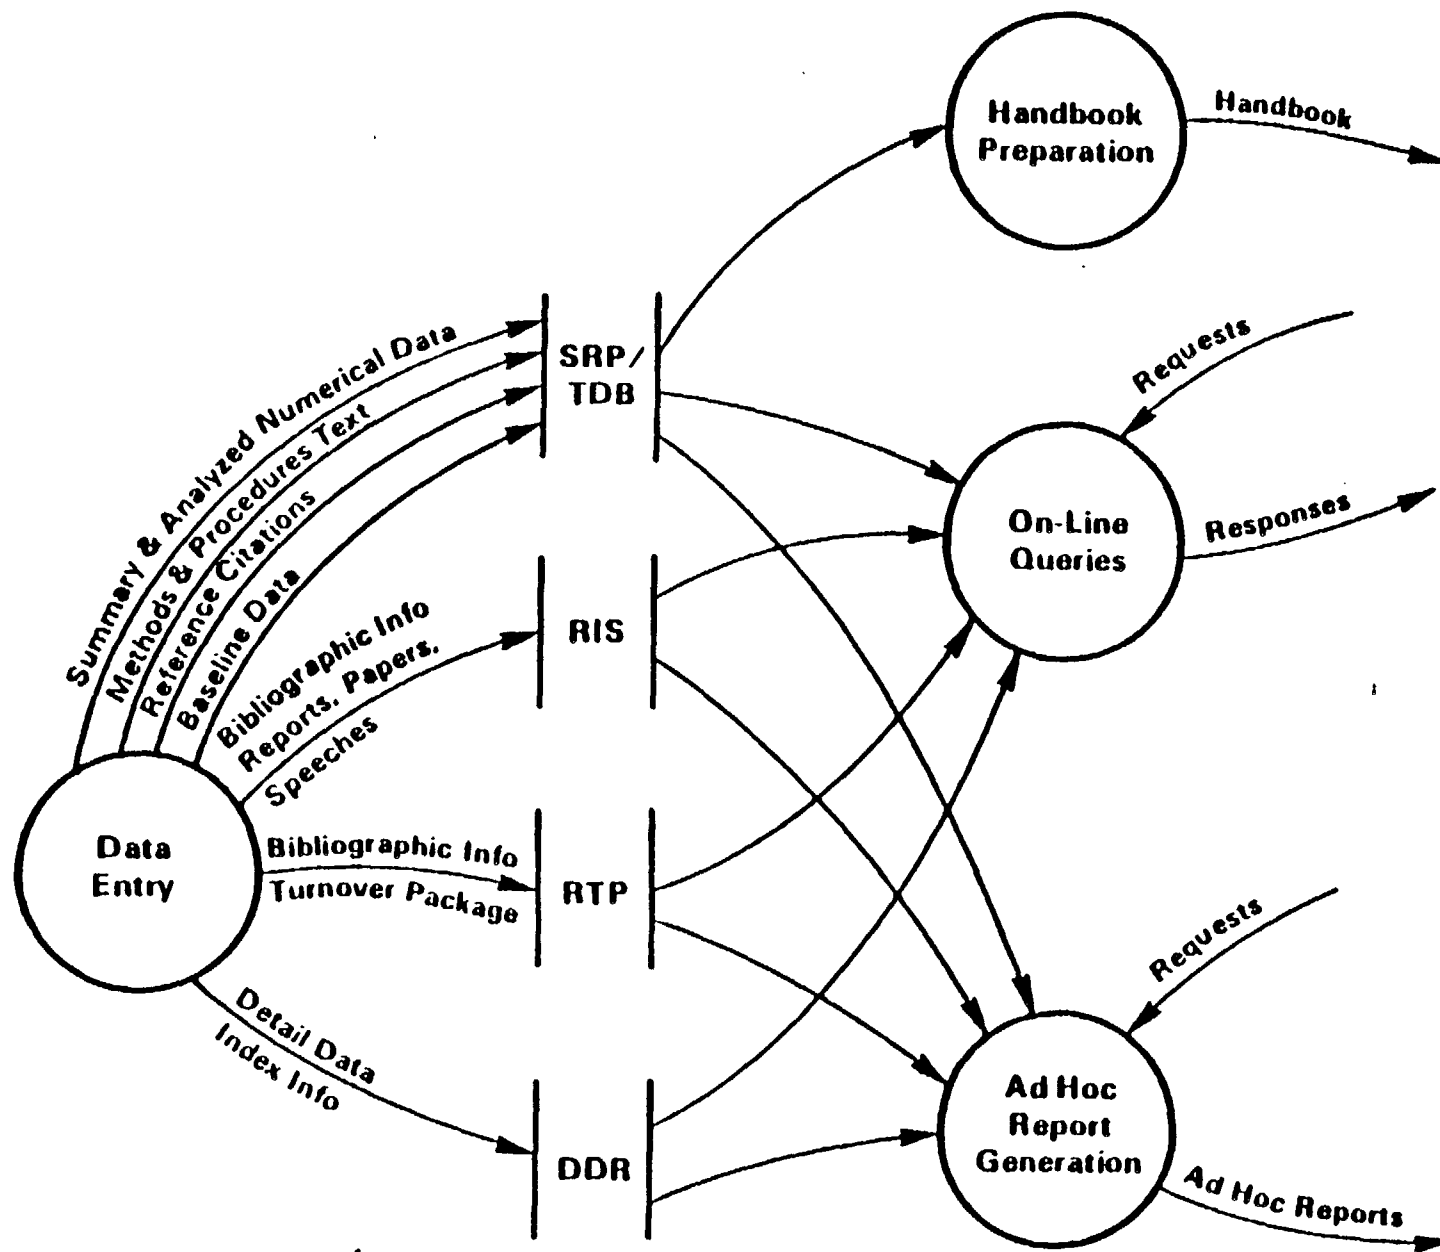 Handbook
Preparation
Handbook
Summary & Analyzed Numerical Data
Methods & Procedures Text
Reference Citations
Baseline Data
SRP/
TDB
Requests
On-Line
Queries
Responses
Bibliographic Info
Reports, Papers,
Speeches
RIS
Data
Entry
Bibliographic Info
Turnover Package
RTP
Requests
Detail Data
Index Info
DDR
Ad Hoc
Report
Generation
Ad Hoc Reports